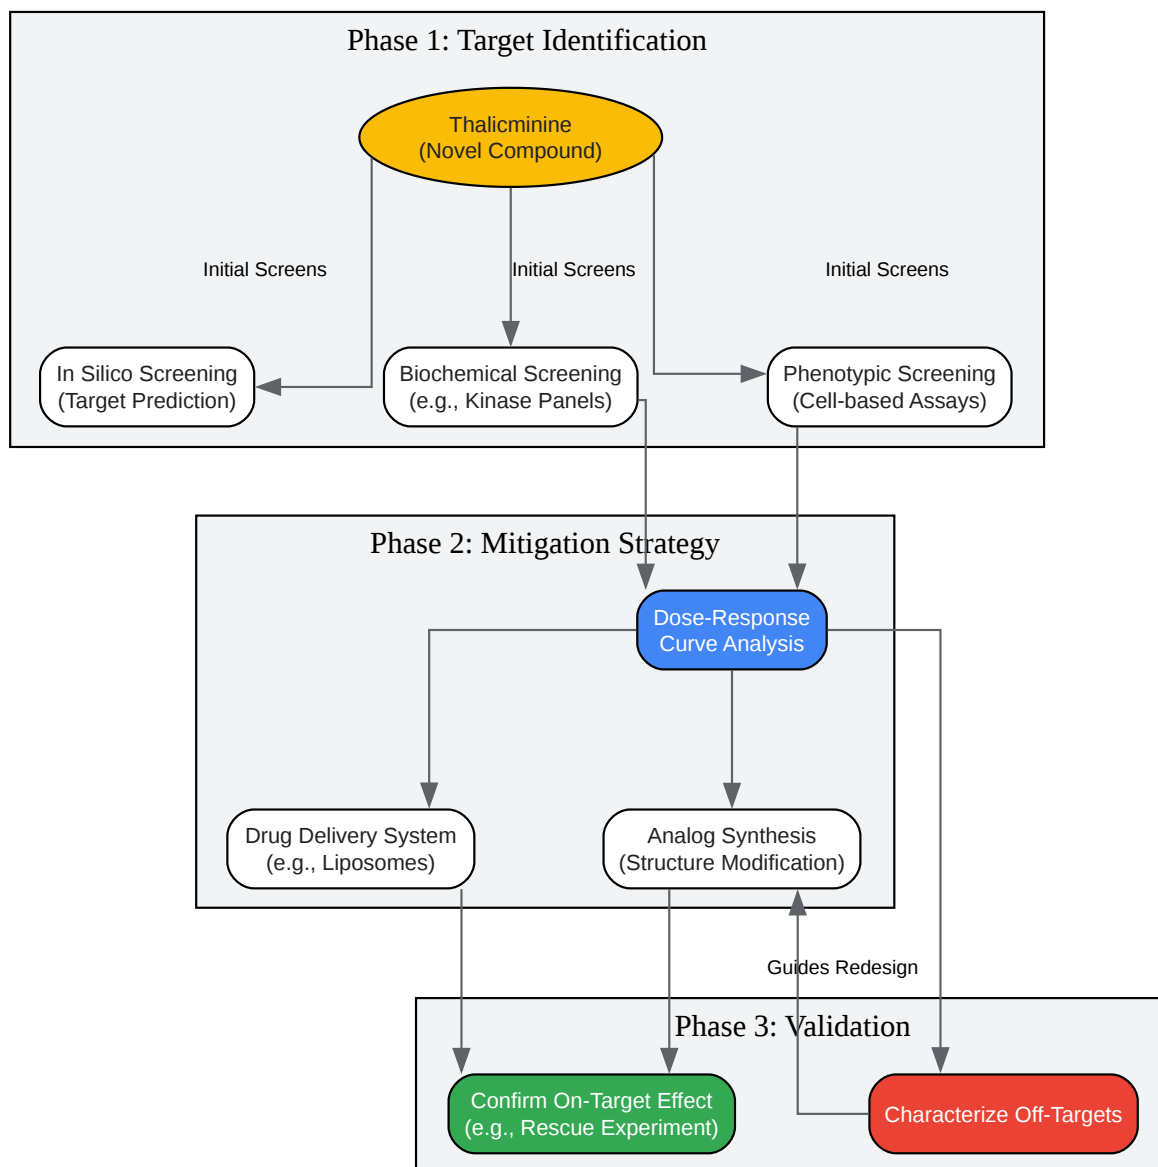 Phase 1: Target Identification
Thalicminine
(Novel Compound)
Initial Screens
Initial Screens
Initial Screens
In Silico Screening
(Target Prediction)
Biochemical Screening
(e.g., Kinase Panels)
Phenotypic Screening
(Cell-based Assays)
Phase 2: Mitigation Strategy
Dose-Response
Curve Analysis
Drug Delivery System
(e.g., Liposomes)
Analog Synthesis
(Structure Modification)
Guides Redesign
Phase 3: Validation
Confirm On-Target Effect
(e.g., Rescue Experiment)
Characterize Off-Targets